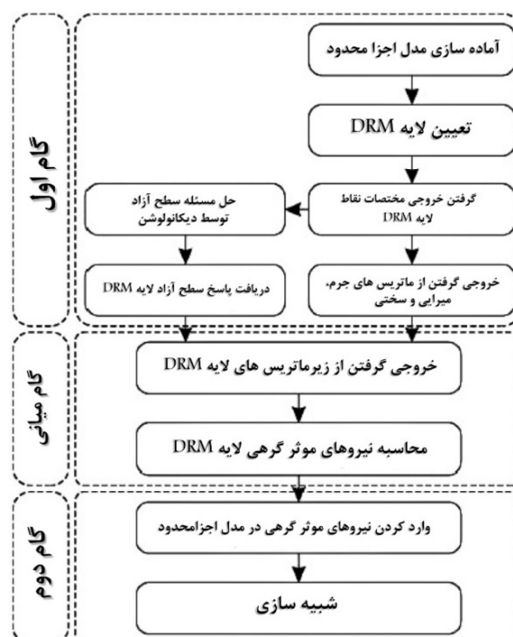 گام اول
آماده سازی مدل اجزا محدود
تعیین لایه DRM
گرفتن خروجی مختصات نقاط
لایه DRM
حل مسئله سطح آزاد
توسط دیکانولوشن
خروجی گرفتن از ماتریس های جرم،
میرایی و سختی
دریافت پاسخ سطح آزاد لایه DRM
گام میانی
خروجی گرفتن از زیرماتریس های لایه DRM
محاسبه نیروهای موثر گرهی لایه DRM
گام دوم
وارد کردن نیروهای موثر گرهی در مدل اجزامحدود
شبیه سازی